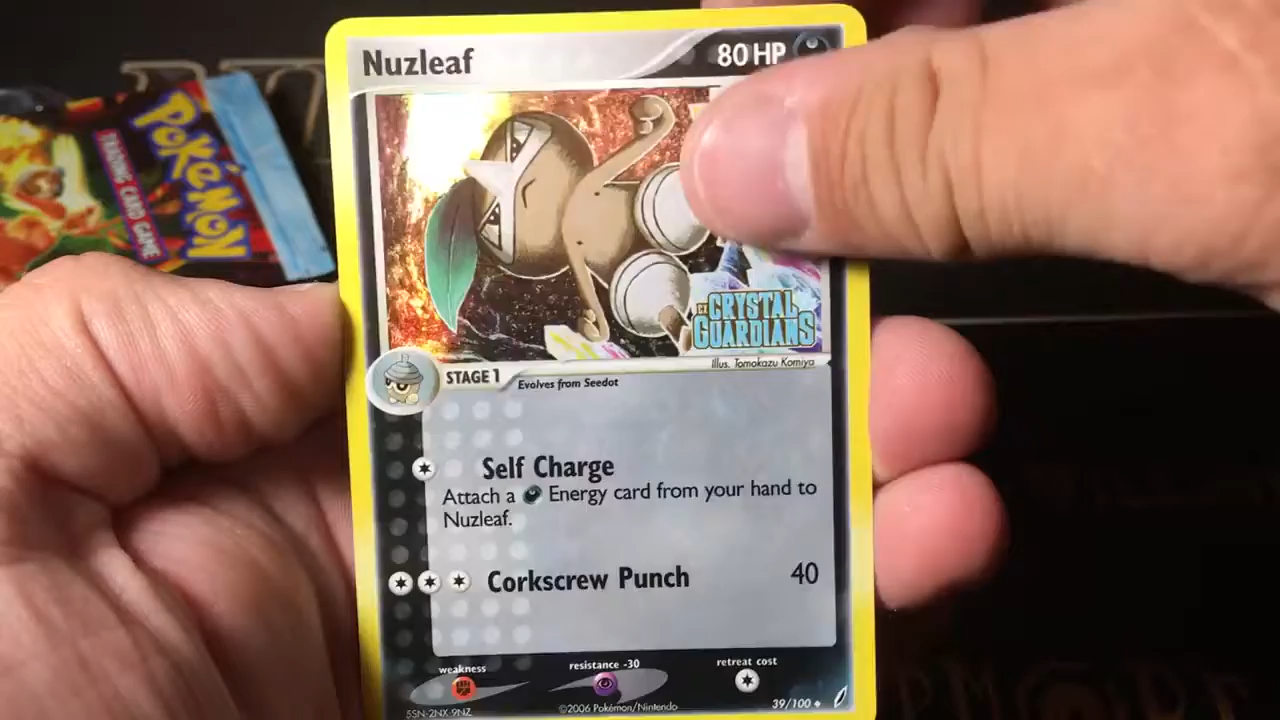 Nuzleaf
80 HP
POKéMON
TRADING CARD GAME
EX CRYSTAL
GUARDIANS
Illus. Tomokazu Komiya
STAGE 1
Evolves from Seedot
Self Charge
Attach a Energy card from your hand to
Nuzleaf.
Corkscrew Punch 40
weakness resistance -30 retreat cost
SSN-2NX-9NZ ©2006 Pokémon/Nintendo 39/100